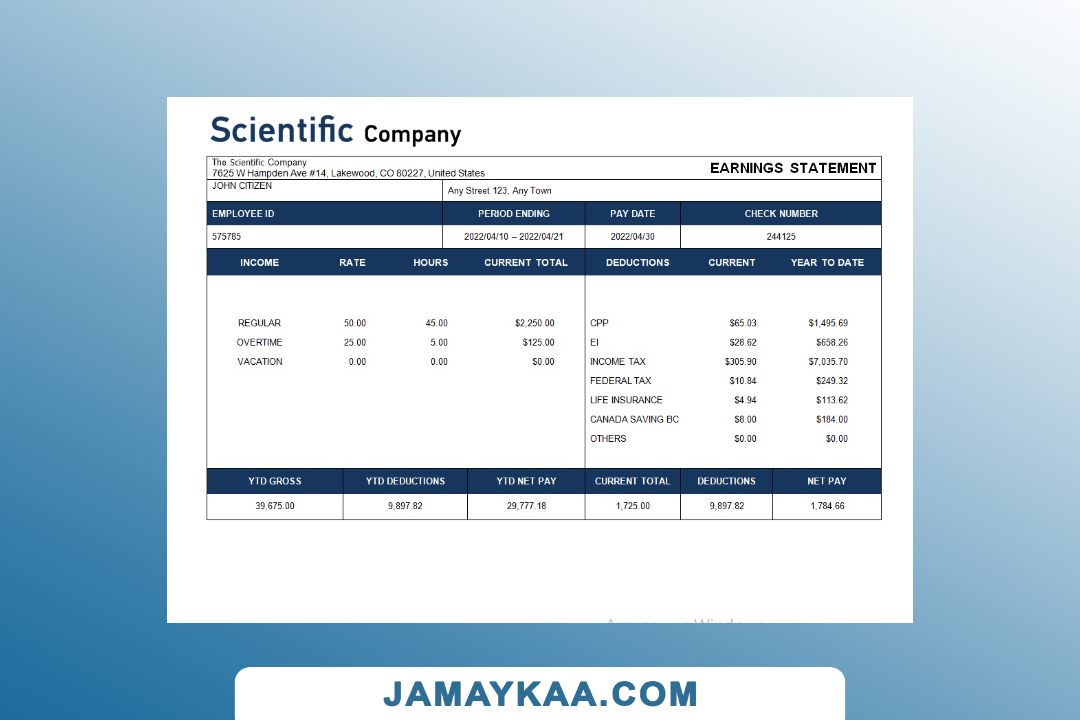 Scientific Company
The Scientific Company
7625 W Hampden Ave #14, Lakewood, CO 80227, United States
EARNINGS STATEMENT
JOHN CITIZEN
Any Street 123, Any Town
EMPLOYEE ID PERIOD ENDING PAY DATE CHECK NUMBER
575785 2022/04/10 – 2022/04/21 2022/04/30 244125
INCOME RATE HOURS CURRENT TOTAL DEDUCTIONS CURRENT YEAR TO DATE
REGULAR 50.00 45.00 $2,250.00 CPP $65.03 $1,495.69
OVERTIME 25.00 5.00 $125.00 EI $28.62 $658.26
VACATION 0.00 0.00 $0.00 INCOME TAX $305.90 $7,035.70
FEDERAL TAX $10.84 $249.32
LIFE INSURANCE $4.94 $113.62
CANADA SAVING BC $8.00 $184.00
OTHERS $0.00 $0.00
YTD GROSS YTD DEDUCTIONS YTD NET PAY CURRENT TOTAL DEDUCTIONS NET PAY
39,675.00 9,897.82 29,777.18 1,725.00 9,897.82 1,784.66
JAMAYKAA.COM